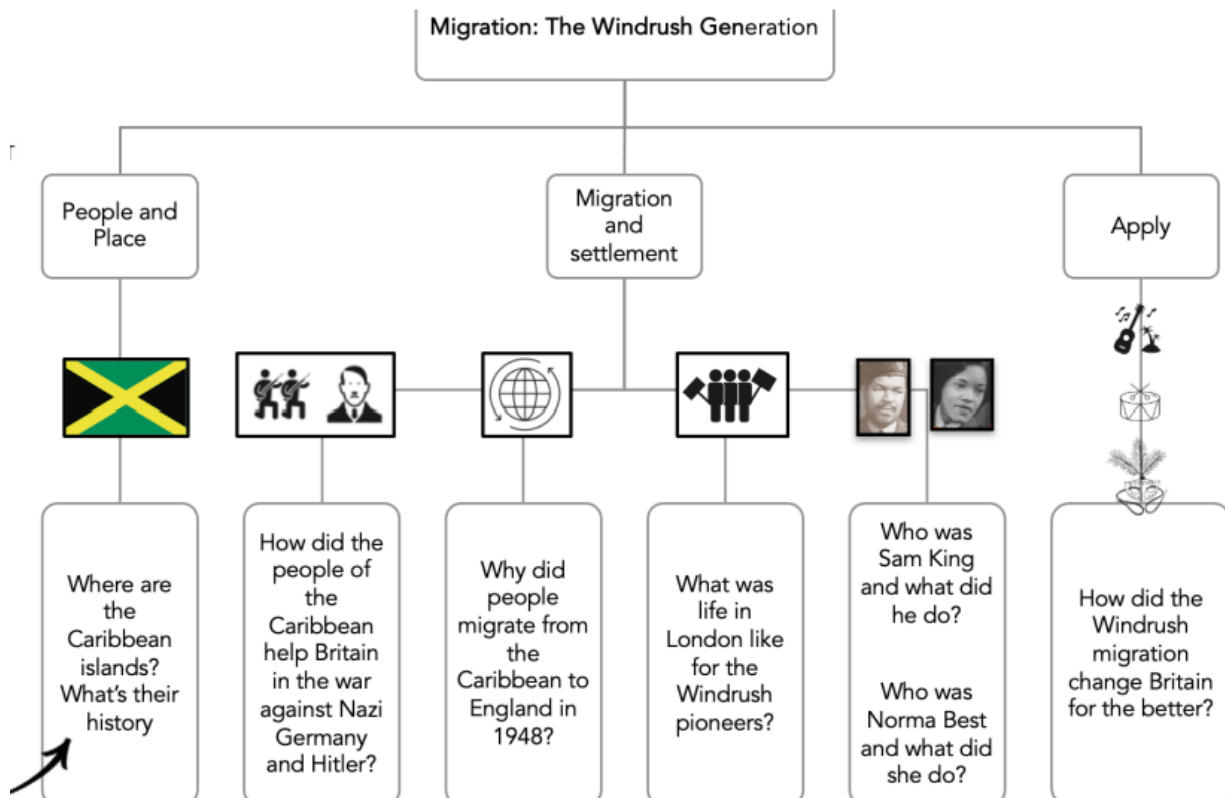 Migration: The Windrush Generation
T
People and
Place
Migration
and
settlement
Apply
Where are
the
Caribbean
islands?
What's their
history
How did the
people of
the
Caribbean
help Britain
in the war
against Nazi
Germany
and Hitler?
Why did
people
migrate from
the
Caribbean to
England in
1948?
What was
life in
London like
for the
Windrush
pioneers?
Who was
Sam King
and what did
he do?
Who was
Norma Best
and what did
she do?
How did the
Windrush
migration
change Britain
for the better?